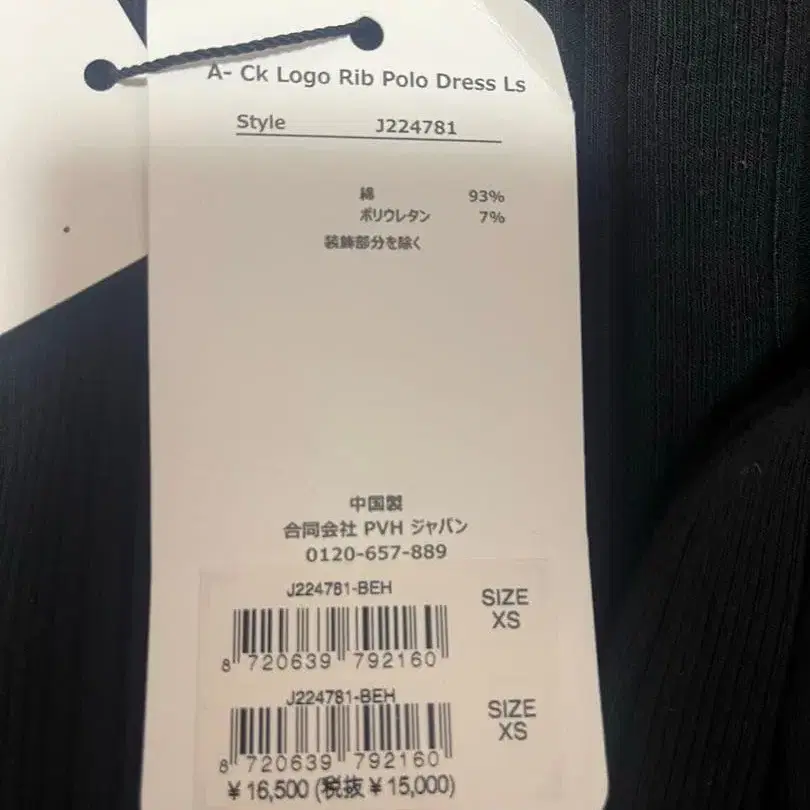 A- Ck Logo Rib Polo Dress Ls
Style J224781
綿 93%
ポリウレタン 7%
装飾部分を除く
中国製
合同会社 PVH ジャパン
0120-657-889
J224781-BEH
SIZE
XS
8 720639 792160
J224781-BEH
SIZE
XS
8 720639 792160
¥16,500 (税抜¥15,000)